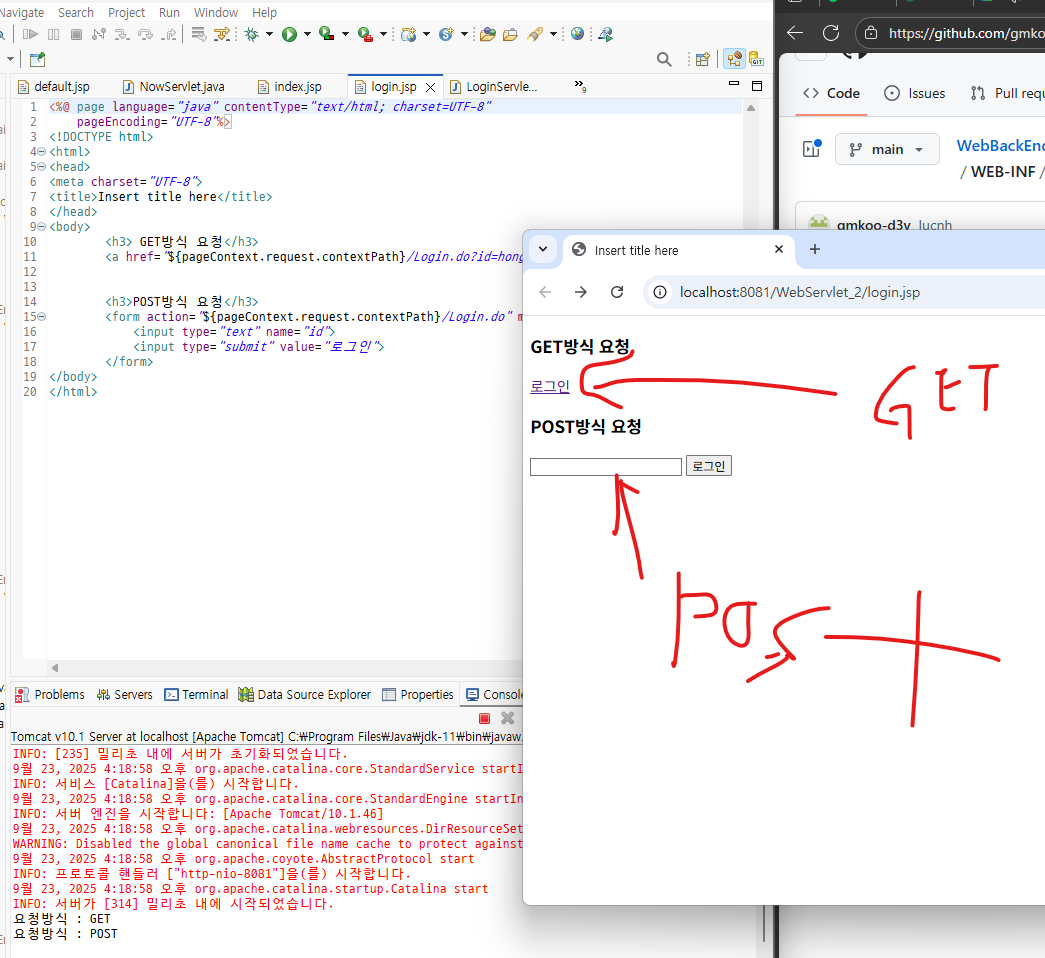 Navigate Search Project Run Window Help
https://github.com/gmko
Code Issues Pull requ
main
WebBackEnd
/ WEB-INF /
gmkoo-d3v lucnh
default.jsp NowServlet.java index.jsp login.jsp LoginServle... »9
1 <%@ page language="java" contentType="text/html; charset=UTF-8"
2 pageEncoding="UTF-8"%>
3 <!DOCTYPE html>
4 <html>
5 <head>
6 <meta charset="UTF-8">
7 <title>Insert title here</title>
8 </head>
9 <body>
10 <h3> GET방식 요청</h3>
11 <a href="${pageContext.request.contextPath}/Login.do?id=hong
12
13
14 <h3>POST방식 요청</h3>
15 <form action="${pageContext.request.contextPath}/Login.do" m
16 <input type="text" name="id">
17 <input type="submit" value="로그인">
18 </form>
19 </body>
20 </html>
Insert title here
localhost:8081/WebServlet_2/login.jsp
GET방식 요청
로그인
GET
POST방식 요청
로그인
POST
Problems Servers Terminal Data Source Explorer Properties Console
Tomcat v10.1 Server at localhost [Apache Tomcat] C:₩Program Files₩Java₩jdk-11₩bin₩javaw.
INFO: [235] 밀리초 내에 서버가 초기화되었습니다.
9월 23, 2025 4:18:58 오후 org.apache.catalina.core.StandardService startI
INFO: 서비스 [Catalina]을(를) 시작합니다.
9월 23, 2025 4:18:58 오후 org.apache.catalina.core.StandardEngine startIn
INFO: 서버 엔진을 시작합니다: [Apache Tomcat/10.1.46]
9월 23, 2025 4:18:58 오후 org.apache.catalina.webresources.DirResourceSet
WARNING: Disabled the global canonical file name cache to protect against
9월 23, 2025 4:18:58 오후 org.apache.coyote.AbstractProtocol start
INFO: 프로토콜 핸들러 ["http-nio-8081"]을(를) 시작합니다.
9월 23, 2025 4:18:58 오후 org.apache.catalina.startup.Catalina start
INFO: 서버가 [314] 밀리초 내에 시작되었습니다.
요청방식 : GET
요청방식 : POST